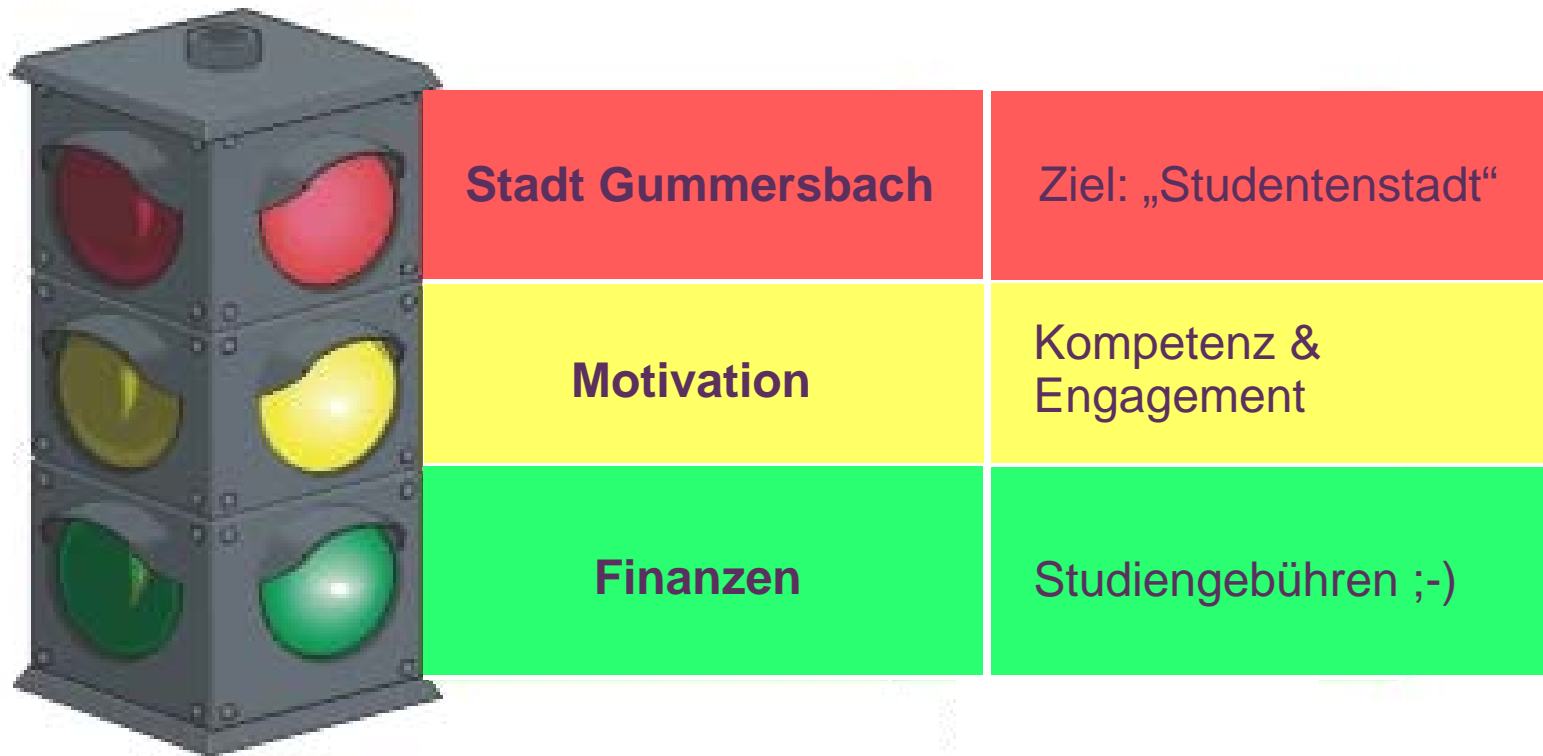 Stadt Gummersbach
Ziel: „Studentenstadt“
Motivation
Kompetenz &
Engagement
Finanzen
Studiengebühren ;-)